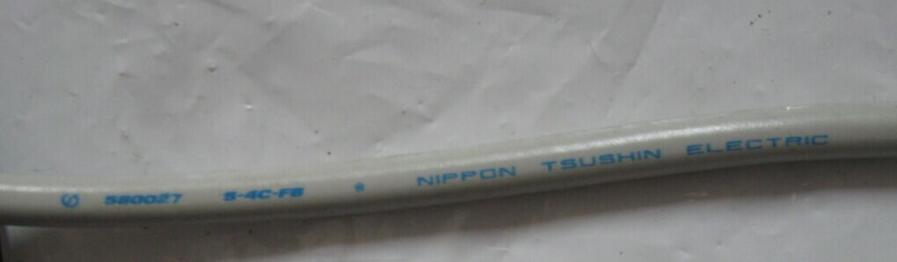 580027 S-4C-FB * NIPPON TSUSHIN ELECTRIC